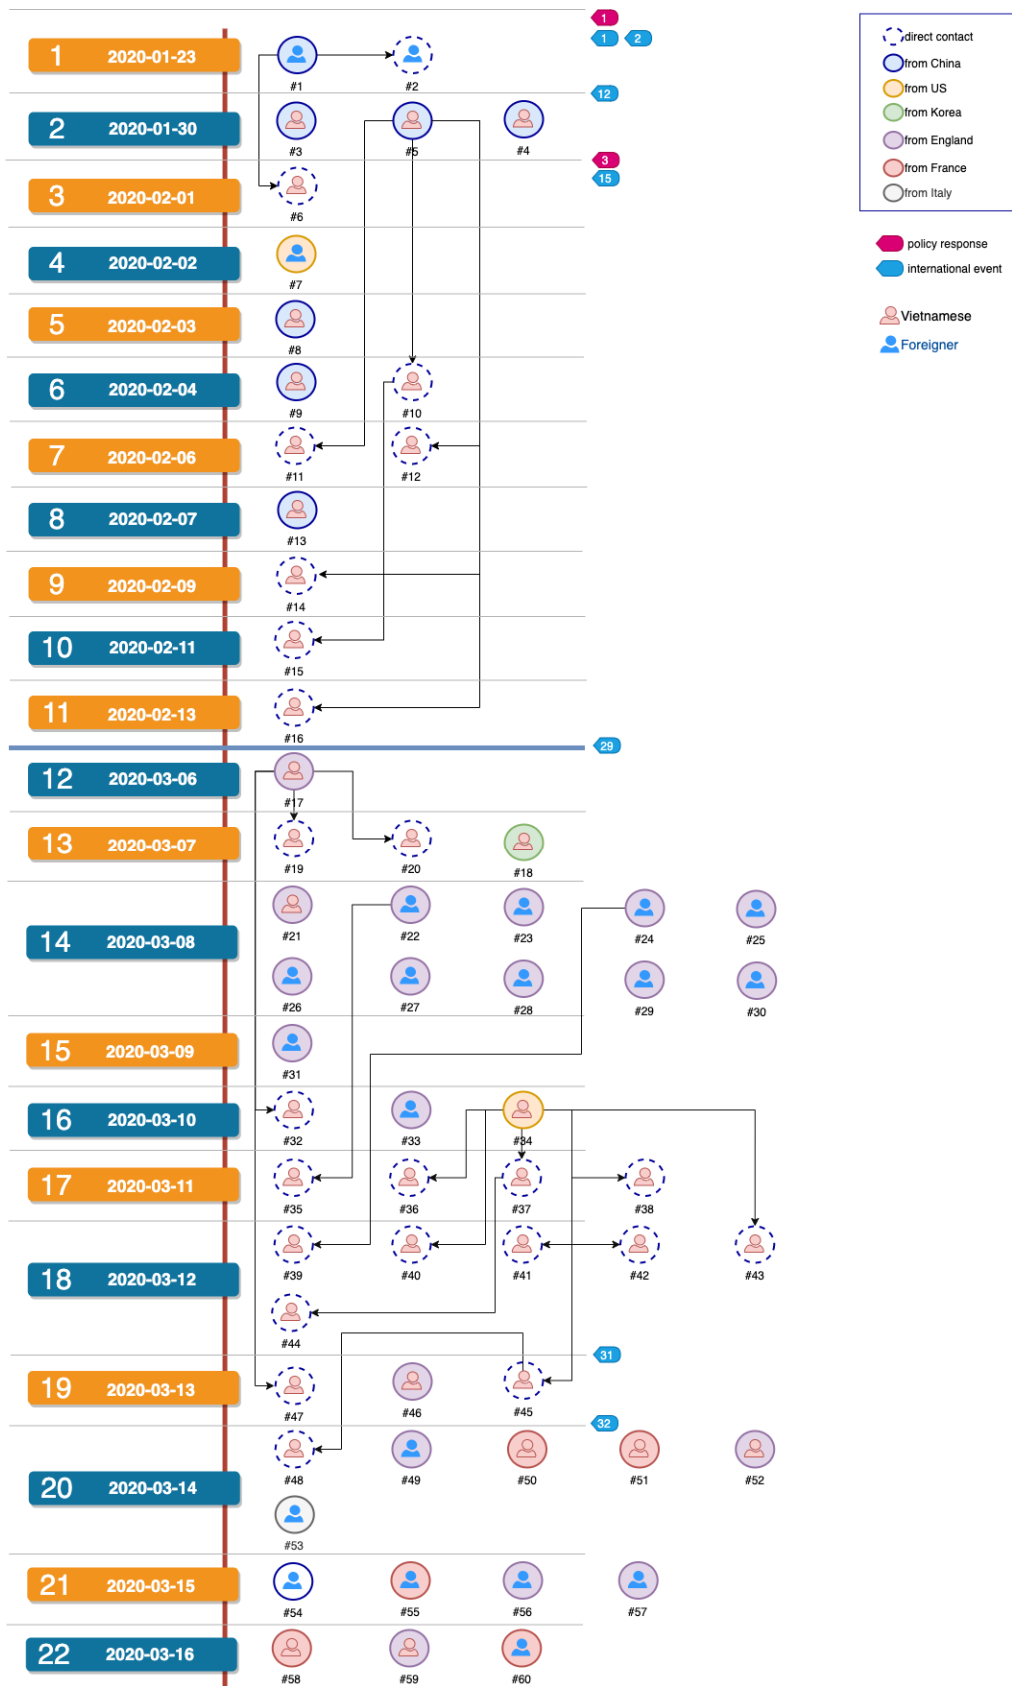 1
1 2
direct contact
from China
from US
from Korea
from England
from France
from Italy
policy response
international event
Vietnamese
Foreigner
1 2020-01-23
#1 #2
12
2 2020-01-30
#3 #5 #4
3
15
3 2020-02-01
#6
4 2020-02-02
#7
5 2020-02-03
#8
6 2020-02-04
#9 #10
7 2020-02-06
#11 #12
8 2020-02-07
#13
9 2020-02-09
#14
10 2020-02-11
#15
11 2020-02-13
#16
29
12 2020-03-06
#17
13 2020-03-07
#19 #20 #18
14 2020-03-08
#21 #22 #23 #24 #25
#26 #27 #28 #29 #30
15 2020-03-09
#31
16 2020-03-10
#32 #33 #34
17 2020-03-11
#35 #36 #37 #38
18 2020-03-12
#39 #40 #41 #42 #43
#44
31
19 2020-03-13
#47 #46 #45
32
20 2020-03-14
#48 #49 #50 #51 #52
#53
21 2020-03-15
#54 #55 #56 #57
22 2020-03-16
#58 #59 #60